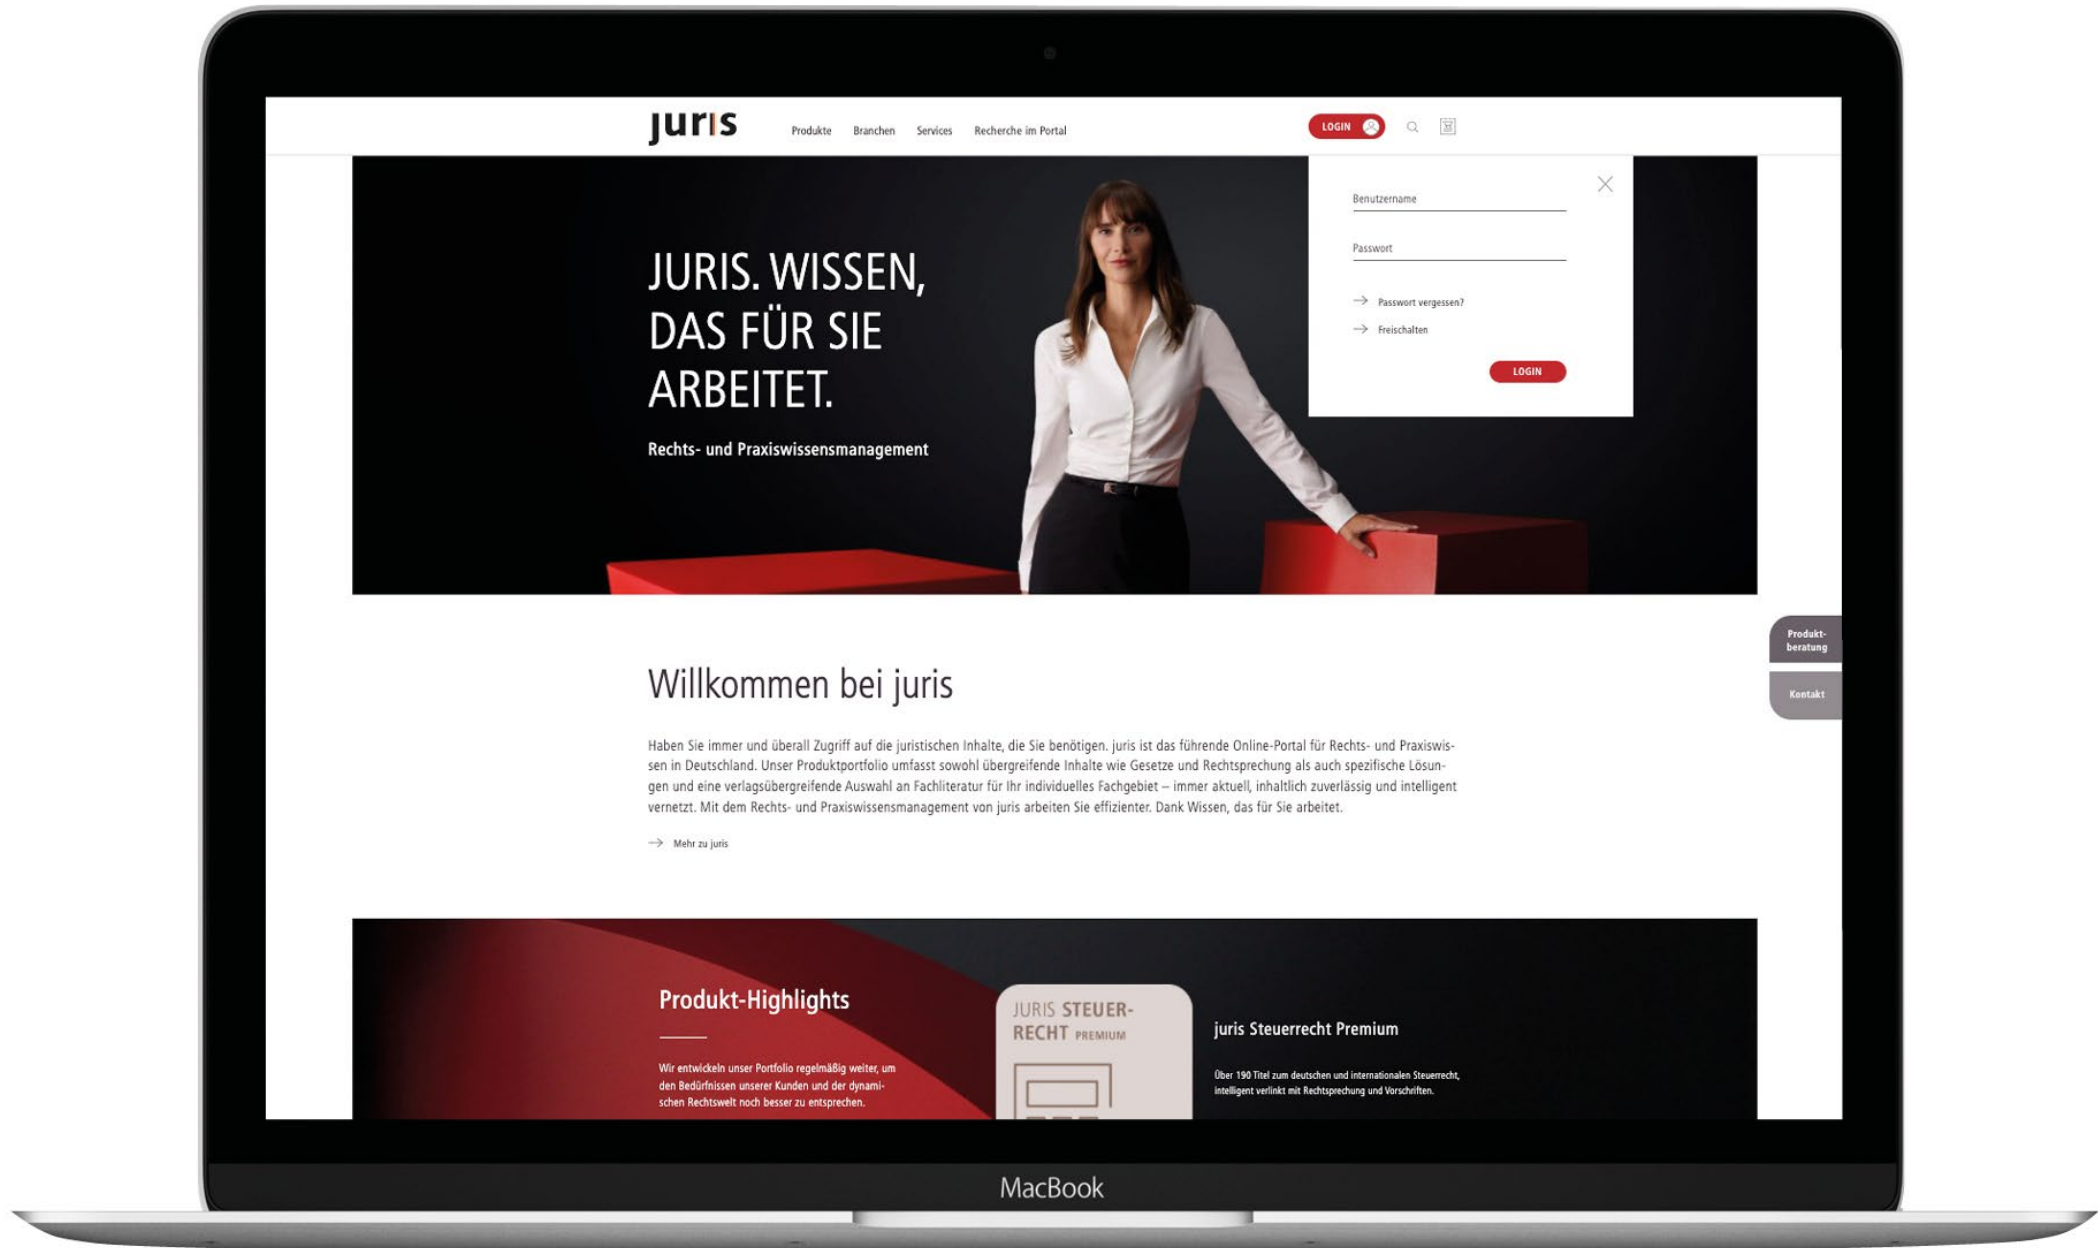 juris
Produkte Branchen Services Recherche im Portal
LOGIN
Benutzername
Passwort
Passwort vergessen?
Freischalten
LOGIN
JURIS. WISSEN,
DAS FÜR SIE
ARBEITET.
Rechts- und Praxiswissensmanagement
Produkt-
beratung
Kontakt
Willkommen bei juris
Haben Sie immer und überall Zugriff auf die juristischen Inhalte, die Sie benötigen. juris ist das führende Online-Portal für Rechts- und Praxiswis-
sen in Deutschland. Unser Produktportfolio umfasst sowohl übergreifende Inhalte wie Gesetze und Rechtsprechung als auch spezifische Lösun-
gen und eine verlagsübergreifende Auswahl an Fachliteratur für Ihr individuelles Fachgebiet – immer aktuell, inhaltlich zuverlässig und intelligent
vernetzt. Mit dem Rechts- und Praxiswissensmanagement von juris arbeiten Sie effizienter. Dank Wissen, das für Sie arbeitet.
Mehr zu juris
Produkt-Highlights
Wir entwickeln unser Portfolio regelmäßig weiter, um
den Bedürfnissen unserer Kunden und der dynami-
schen Rechtswelt noch besser zu entsprechen.
JURIS STEUER-
RECHT PREMIUM
juris Steuerrecht Premium
Über 190 Titel zum deutschen und internationalen Steuerrecht,
intelligent verlinkt mit Rechtsprechung und Vorschriften.
MacBook